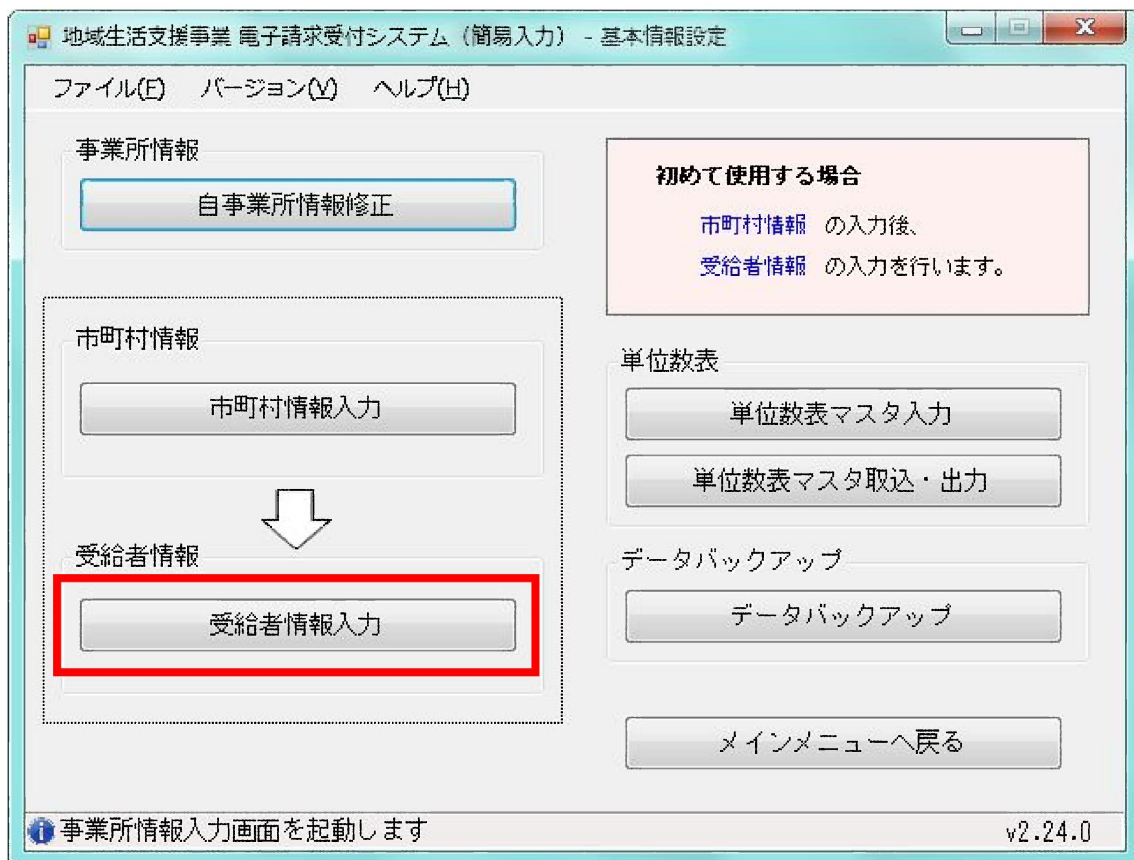 地域生活支援事業 電子請求受付システム（簡易入力） - 基本情報設定
ファイル(F) バージョン(V) ヘルプ(H)
事業所情報
自事業所情報修正
初めて使用する場合
市町村情報 の入力後、
受給者情報 の入力を行います。
市町村情報
市町村情報入力
受給者情報
受給者情報入力
単位数表
単位数表マスタ入力
単位数表マスタ取込・出力
データバックアップ
データバックアップ
メインメニューへ戻る
事業所情報入力画面を起動します
v2.24.0